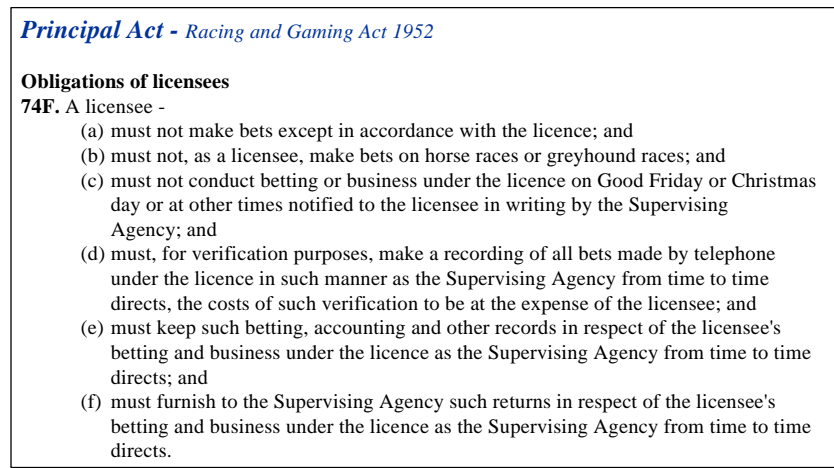 Principal Act - Racing and Gaming Act 1952
Obligations of licensees
74F. A licensee -
(a) must not make bets except in accordance with the licence; and
(b) must not, as a licensee, make bets on horse races or greyhound races; and
(c) must not conduct betting or business under the licence on Good Friday or Christmas
day or at other times notified to the licensee in writing by the Supervising
Agency; and
(d) must, for verification purposes, make a recording of all bets made by telephone
under the licence in such manner as the Supervising Agency from time to time
directs, the costs of such verification to be at the expense of the licensee; and
(e) must keep such betting, accounting and other records in respect of the licensee's
betting and business under the licence as the Supervising Agency from time to time
directs; and
(f) must furnish to the Supervising Agency such returns in respect of the licensee's
betting and business under the licence as the Supervising Agency from time to time
directs.